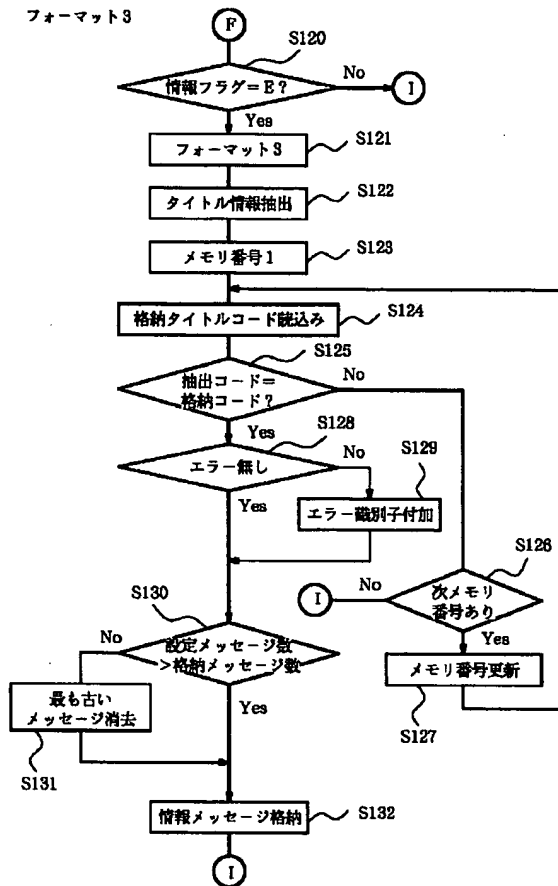 フォーマット3
F
S120
情報フラグ=E?
No
I
Yes
フォーマット3
S121
タイトル情報抽出
S122
メモリ番号1
S123
格納タイトルコード読込み
S124
S125
抽出コード=
格納コード?
No
Yes
S128
エラー無し
No
S129
Yes
エラー識別子付加
S126
I
No
次メモリ
番号あり
S130
Yes
No
設定メッセージ数
>格納メッセージ数
メモリ番号更新
S127
最も古い
メッセージ消去
Yes
S131
情報メッセージ格納
S132
I